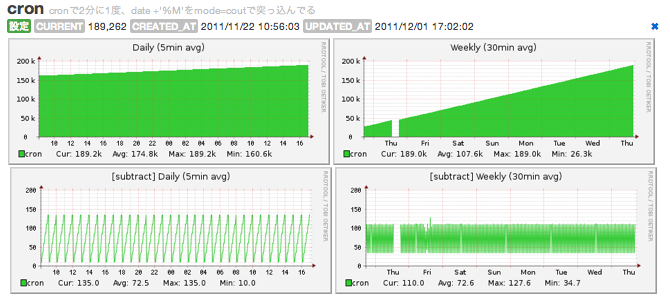 cron cronで2分に1度、date +'%M'をmode=coutで突っ込んでる
設定 CURRENT 189,262 CREATED_AT 2011/11/22 10:56:03 UPDATED_AT 2011/12/01 17:02:02
Daily (5min avg)
RRDTOOL / TOBI OETIKER
200 k
150 k
100 k
50 k
0
18 20 22 00 02 04 06 08 10 12 14 16
cron Cur: 189.2k Avg: 174.8k Max: 189.2k Min: 160.6k
Weekly (30min avg)
RRDTOOL / TOBI OETIKER
200 k
150 k
100 k
50 k
0
Thu Fri Sat Sun Mon Tue Wed Thu
cron Cur: 189.0k Avg: 107.6k Max: 189.0k Min: 26.3k
[subtract] Daily (5min avg)
RRDTOOL / TOBI OETIKER
200
150
100
50
0
18 20 22 00 02 04 06 08 10 12 14 16
cron Cur: 135.0 Avg: 72.5 Max: 135.0 Min: 10.0
[subtract] Weekly (30min avg)
RRDTOOL / TOBI OETIKER
200
150
100
50
0
Thu Fri Sat Sun Mon Tue Wed Thu
cron Cur: 110.0 Avg: 72.6 Max: 127.6 Min: 34.7